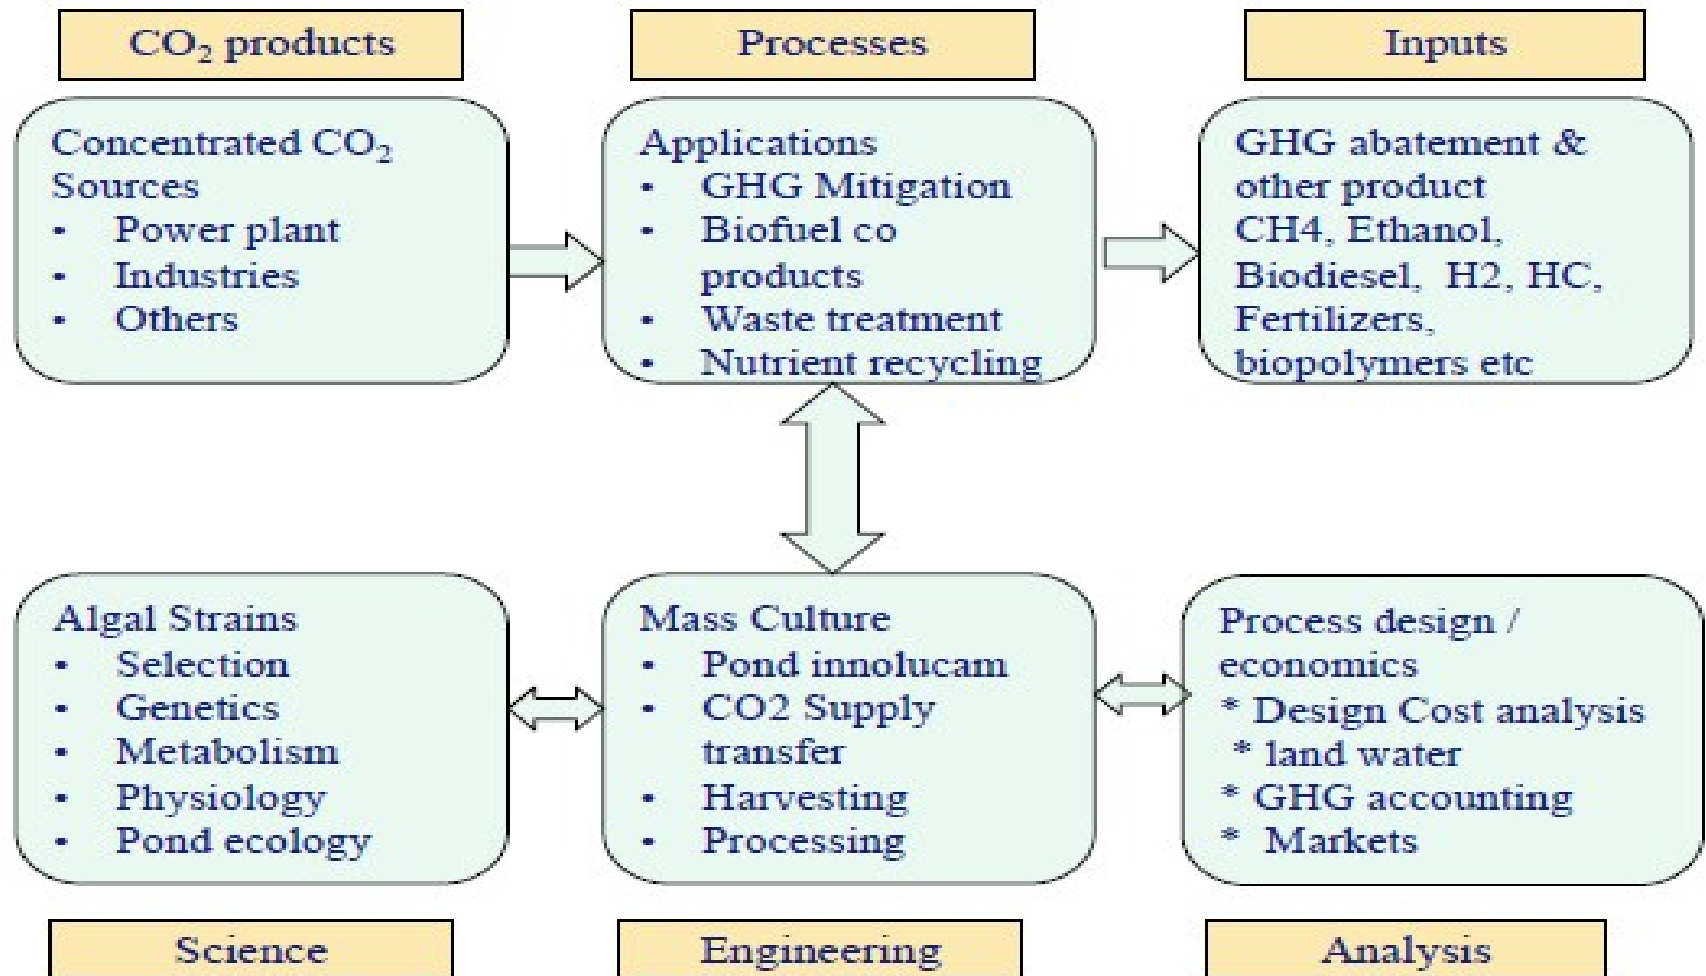 CO₂ products
Processes
Inputs
Concentrated CO₂
Sources
• Power plant
• Industries
• Others
Applications
• GHG Mitigation
• Biofuel co
products
• Waste treatment
• Nutrient recycling
GHG abatement &
other product
CH4, Ethanol,
Biodiesel, H2, HC,
Fertilizers,
biopolymers etc
Algal Strains
• Selection
• Genetics
• Metabolism
• Physiology
• Pond ecology
Mass Culture
• Pond innolucam
• CO2 Supply
transfer
• Harvesting
• Processing
Process design /
economics
* Design Cost analysis
* land water
* GHG accounting
* Markets
Science
Engineering
Analysis